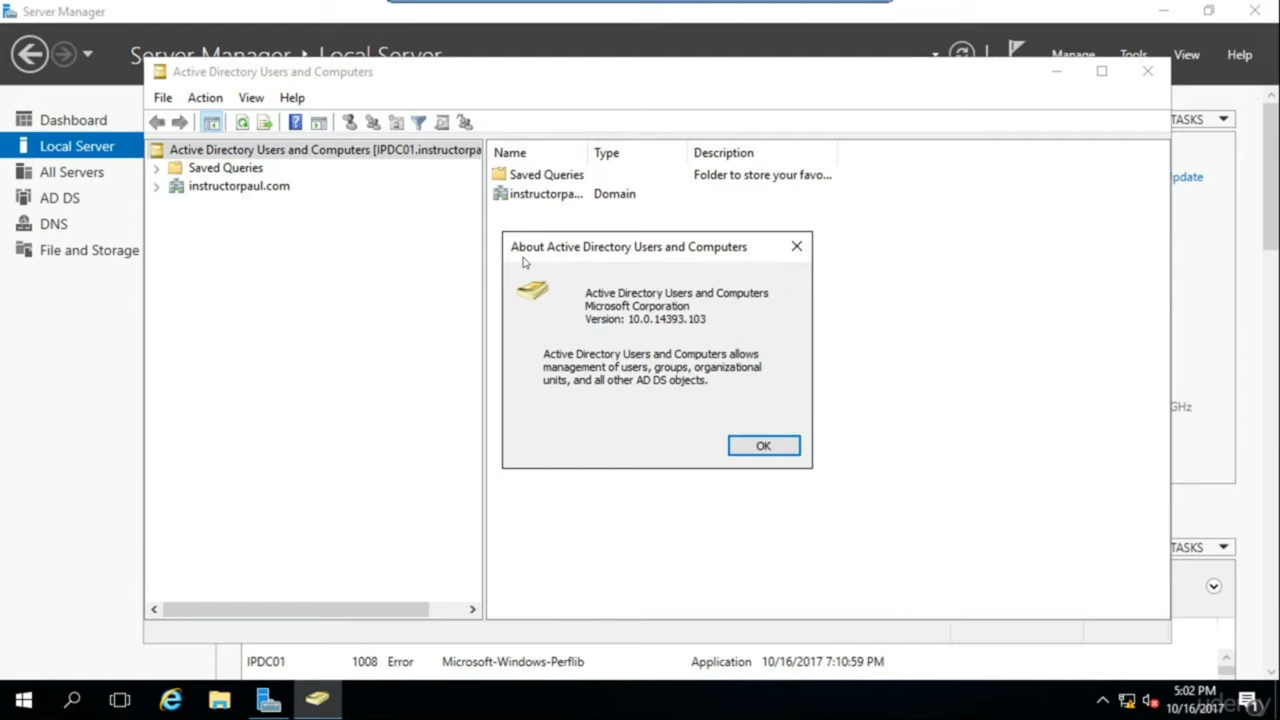 Server Manager
Server Manager Local Server
Manage Tools View Help
Active Directory Users and Computers
File Action View Help
Dashboard
Local Server
All Servers
AD DS
DNS
File and Storage
Active Directory Users and Computers [IPDC01.instructorpa
Saved Queries
instructorpaul.com
Name Type Description
Saved Queries Folder to store your favo...
instructorpa... Domain
About Active Directory Users and Computers
Active Directory Users and Computers
Microsoft Corporation
Version: 10.0.14393.103
Active Directory Users and Computers allows
management of users, groups, organizational
units, and all other AD DS objects.
OK
TASKS
pdate
GHz
TASKS
IPDC01 1008 Error Microsoft-Windows-Perflib Application 10/16/2017 7:10:59 PM
5:02 PM
10/16/2017
udemy
1